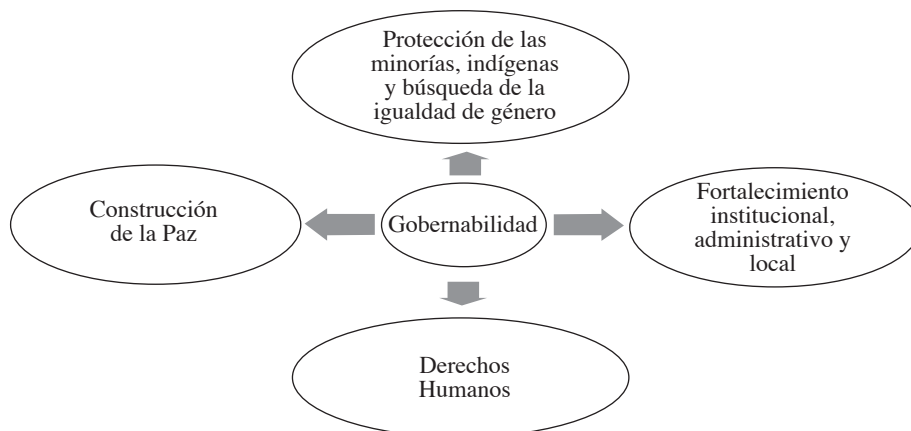 Protección de las
minorías, indígenas
y búsqueda de la
igualdad de género
Construcción
de la Paz
Gobernabilidad
Fortalecimiento
institucional,
administrativo y
local
Derechos
Humanos